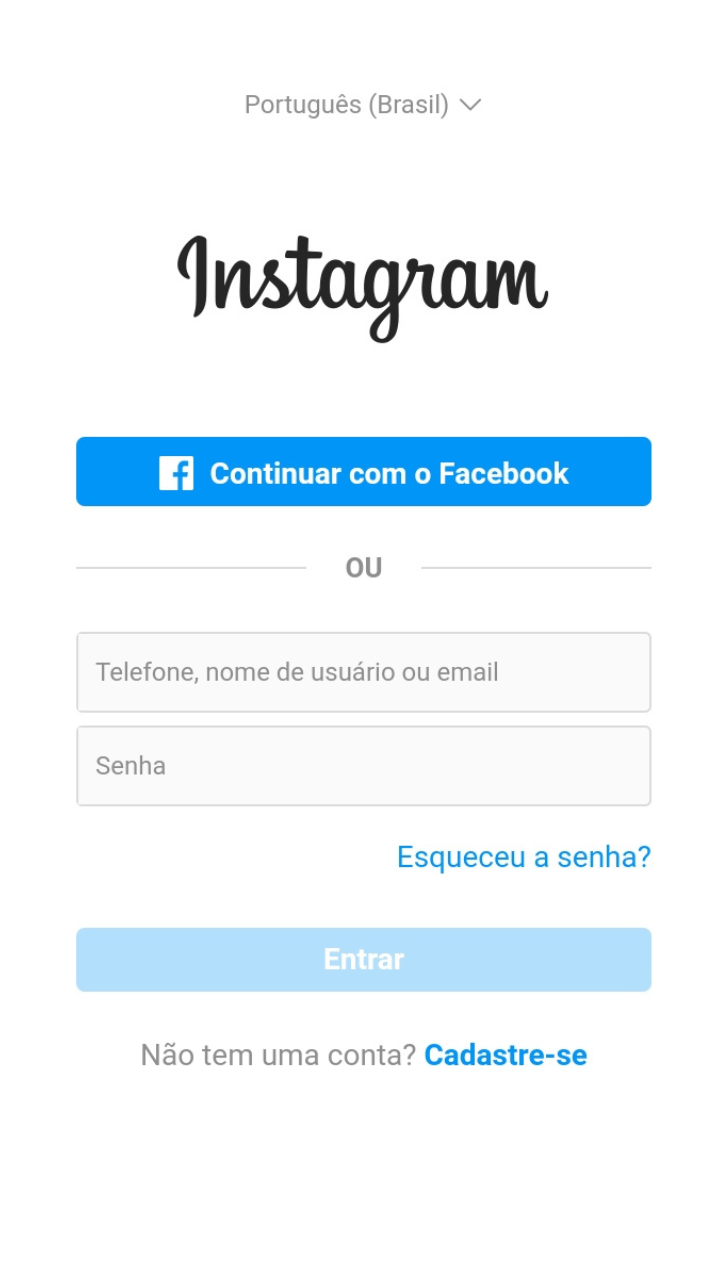 Português (Brasil)
Instagram
Continuar com o Facebook
OU
Telefone, nome de usuário ou email
Senha
Esqueceu a senha?
Entrar
Não tem uma conta? Cadastre-se